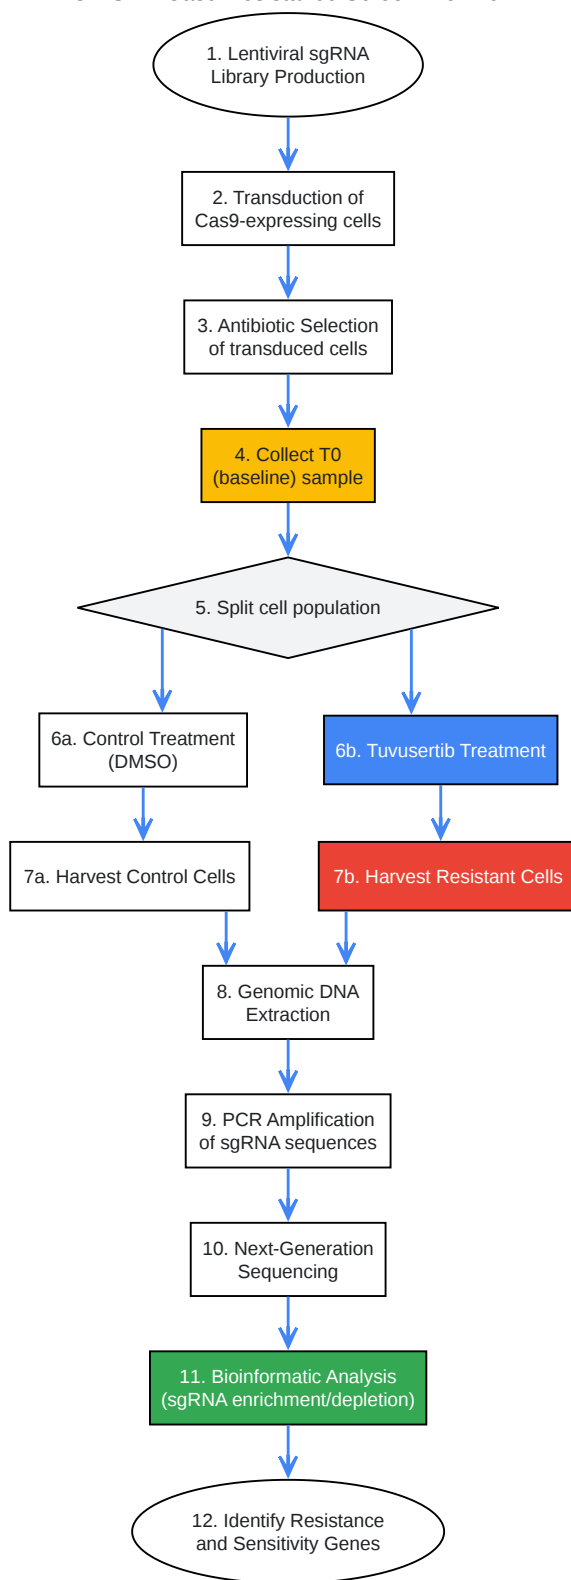 1. Lentiviral sgRNA
Library Production
2. Transduction of
Cas9-expressing cells
3. Antibiotic Selection
of transduced cells
4. Collect T0
(baseline) sample
5. Split cell population
6a. Control Treatment
(DMSO)
6b. Tuvusertib Treatment
7a. Harvest Control Cells
7b. Harvest Resistant Cells
8. Genomic DNA
Extraction
9. PCR Amplification
of sgRNA sequences
10. Next-Generation
Sequencing
11. Bioinformatic Analysis
(sgRNA enrichment/depletion)
12. Identify Resistance
and Sensitivity Genes